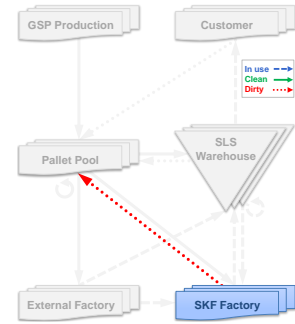 GSP Production
Customer
In use
Clean
Dirty
Pallet Pool
SLS
Warehouse
External Factory
SKF Factory